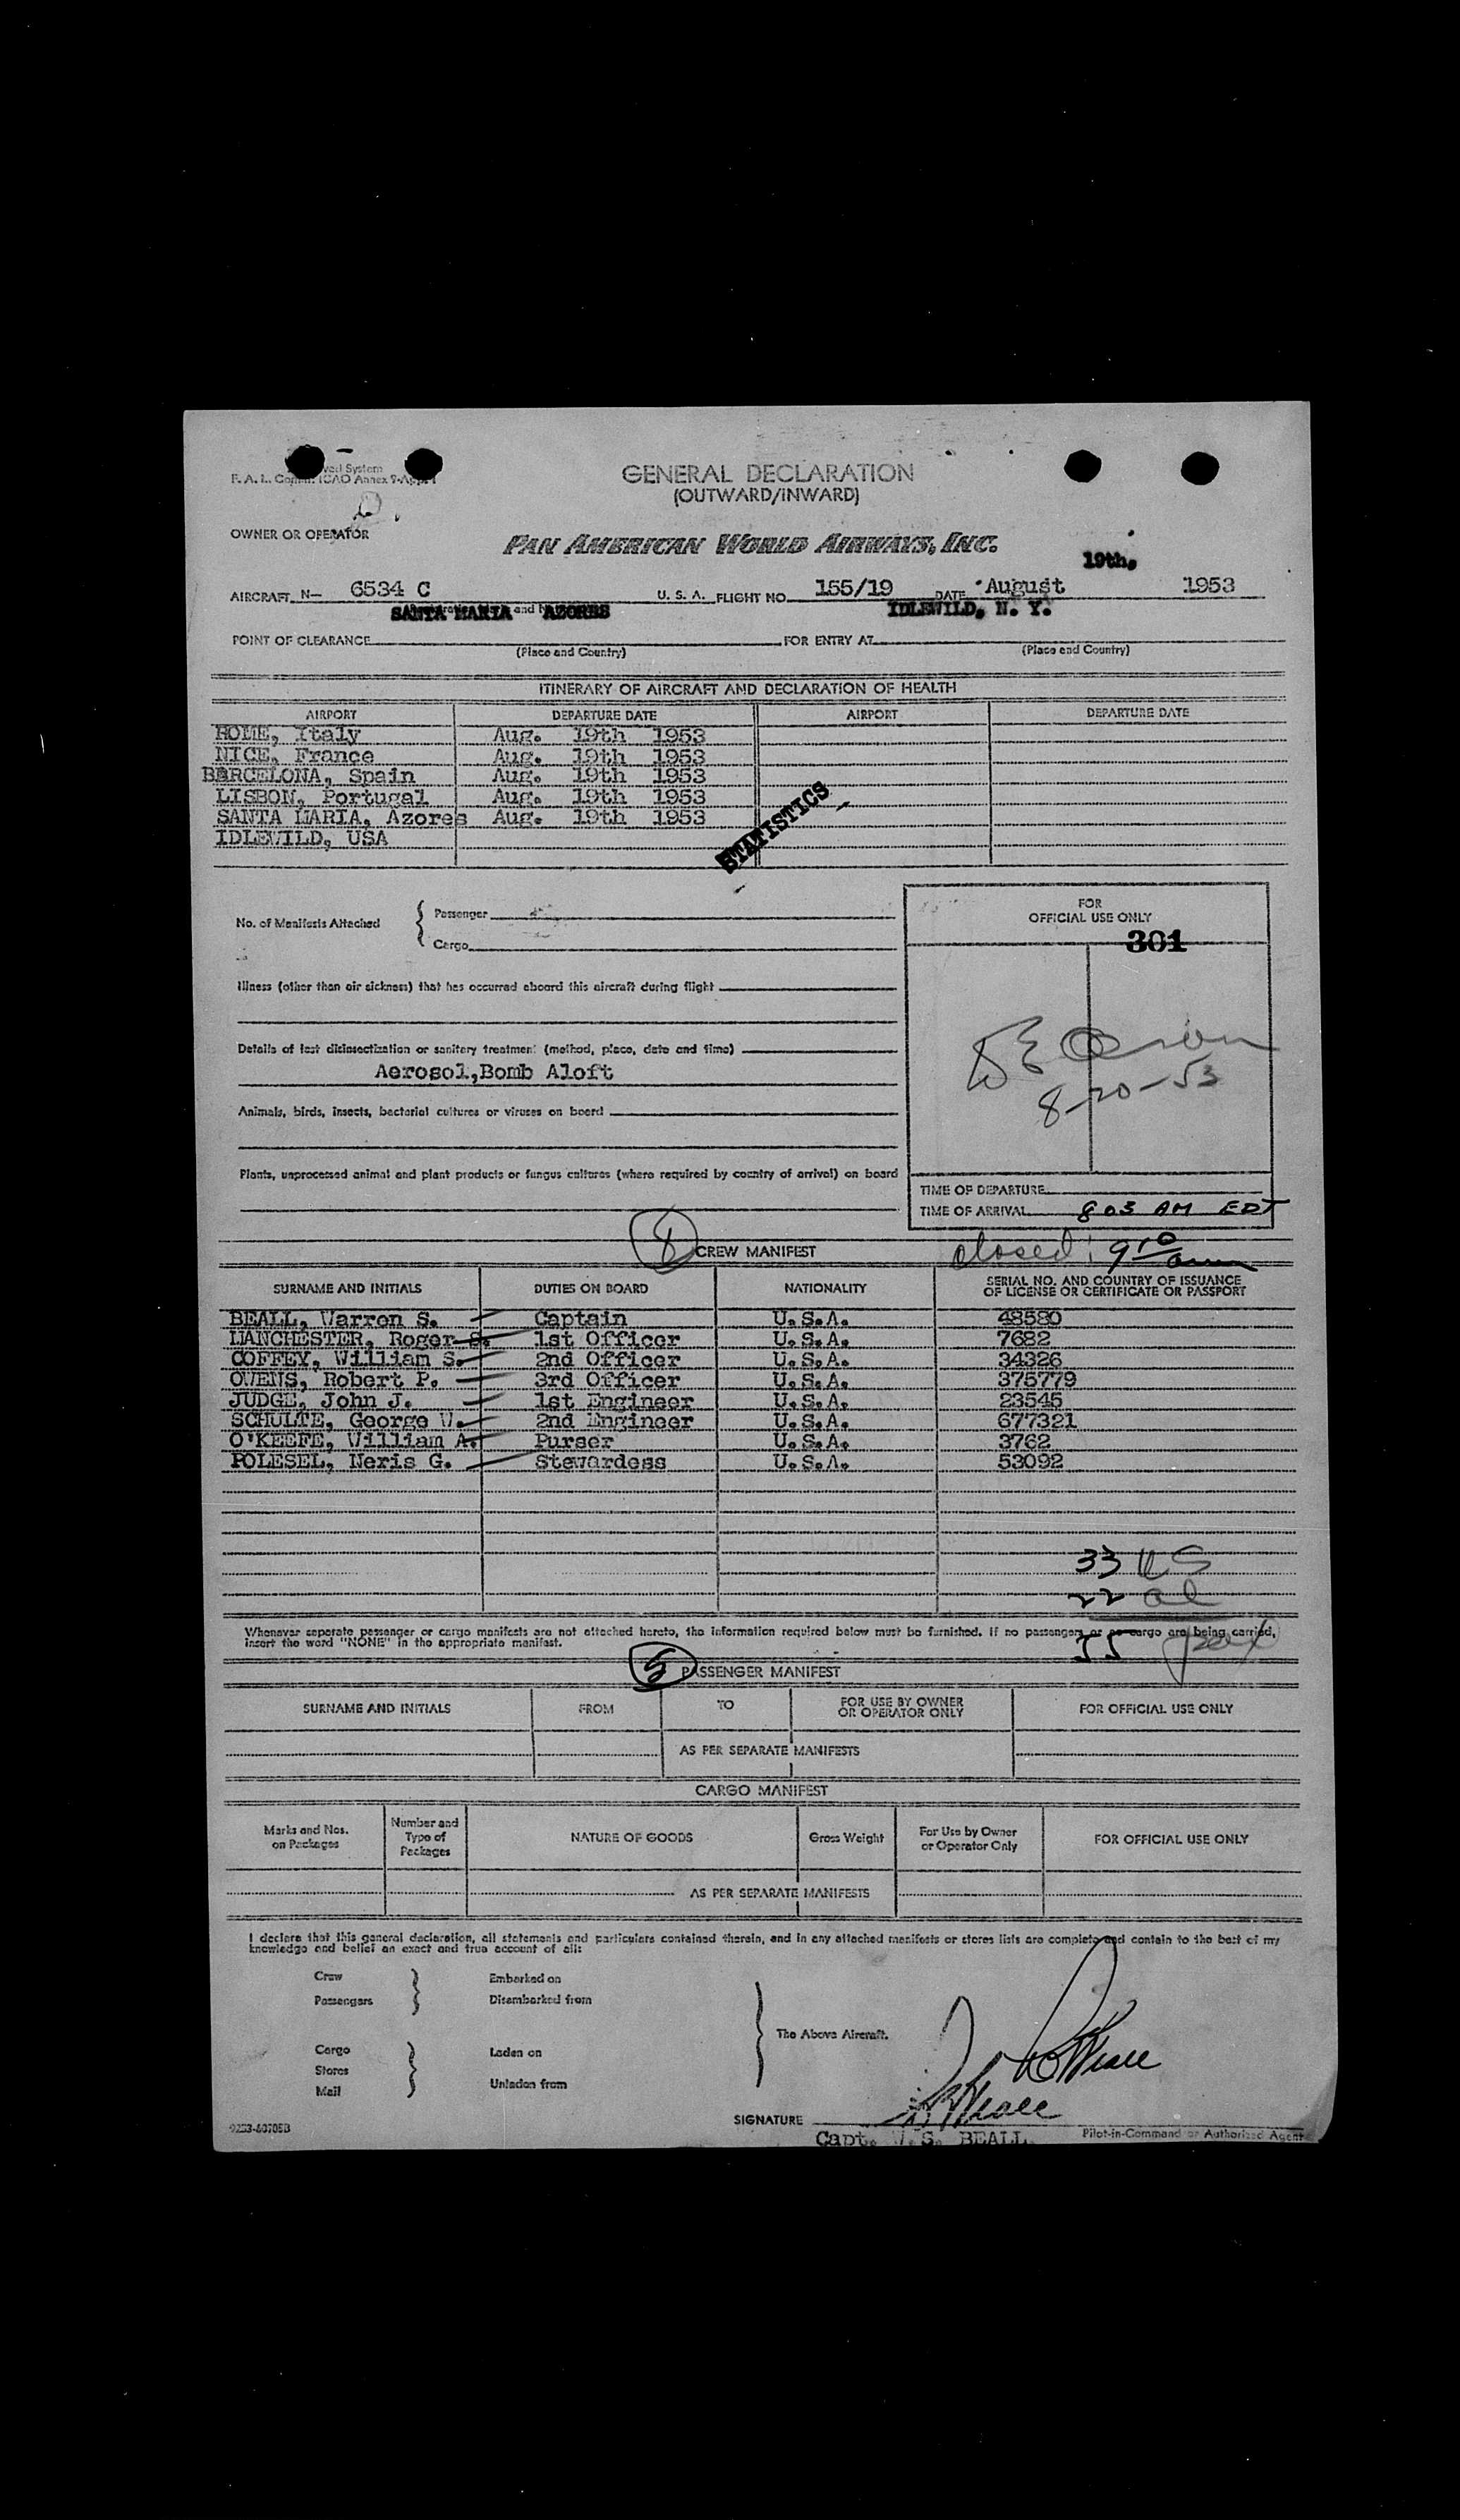 GENERAL DECLARATION
(OUTWARD/INWARD)
F. A. L. Comm. ICAO Annex 9-App. 1
OWNER OR OPERATOR
PAN AMERICAN WORLD AIRWAYS, INC.
19th,
AIRCRAFT N— 6534 C U. S. A. FLIGHT NO. 155/19 DATE August 1953
SANTA MARIA and AZORES IDLEWILD, N. Y.
POINT OF CLEARANCE FOR ENTRY AT
(Place and Country) (Place and Country)
ITINERARY OF AIRCRAFT AND DECLARATION OF HEALTH
AIRPORT DEPARTURE DATE AIRPORT DEPARTURE DATE
ROME, Italy Aug. 19th 1953
NICE, France Aug. 19th 1953
BARCELONA, Spain Aug. 19th 1953
LISBON, Portugal Aug. 19th 1953
SANTA MARIA, Azores Aug. 19th 1953
IDLEWILD, USA
STATISTICS
No. of Manifests Attached { Passenger
Cargo
FOR
OFFICIAL USE ONLY
301
Illness (other than air sickness) that has occurred aboard this aircraft during flight
Details of last disinsectization or sanitary treatment (method, place, date and time)
Aerosol,Bomb Aloft
8-20-53
Animals, birds, insects, bacterial cultures or viruses on board
Plants, unprocessed animal and plant products or fungus cultures (where required by country of arrival) on board
TIME OF DEPARTURE
TIME OF ARRIVAL 803 AM EDT
closed: 9 10 am
8 CREW MANIFEST
SURNAME AND INITIALS DUTIES ON BOARD NATIONALITY SERIAL NO. AND COUNTRY OF ISSUANCE
OF LICENSE OR CERTIFICATE OR PASSPORT
BEALL, Warren S. Captain U.S.A. 48580
MANCHESTER, Roger S. 1st Officer U.S.A. 7682
COFFEY, William S. 2nd Officer U.S.A. 34326
OWENS, Robert P. 3rd Officer U.S.A. 375779
JUDGE, John J. 1st Engineer U.S.A. 23545
SCHULTE, George W. 2nd Engineer U.S.A. 677321
O'KEEFE, William A. Purser U.S.A. 3762
POLESEL, Neris G. Stewardess U.S.A. 53092
33 US
22 al
55 pax
Whenever separate passenger or cargo manifests are not attached hereto, the information required below must be furnished. If no passengers or no cargo are being carried,
insert the word "NONE" in the appropriate manifest.
5 PASSENGER MANIFEST
SURNAME AND INITIALS FROM TO FOR USE BY OWNER
OR OPERATOR ONLY FOR OFFICIAL USE ONLY
AS PER SEPARATE MANIFESTS
CARGO MANIFEST
Marks and Nos.
on Packages Number and
Type of
Packages NATURE OF GOODS Gross Weight For Use by Owner
or Operator Only FOR OFFICIAL USE ONLY
AS PER SEPARATE MANIFESTS
I declare that this general declaration, all statements and particulars contained therein, and in any attached manifests or stores lists are complete and contain to the best of my
knowledge and belief an exact and true account of all:
Crew Embarked on
Passengers Disembarked from
The Above Aircraft.
Cargo Laden on
Stores
Mail Unladen from
WSBeall
WSBeall
SIGNATURE
Capt. W. S. BEALL Pilot-in-Command or Authorized Agent
9253-60705B